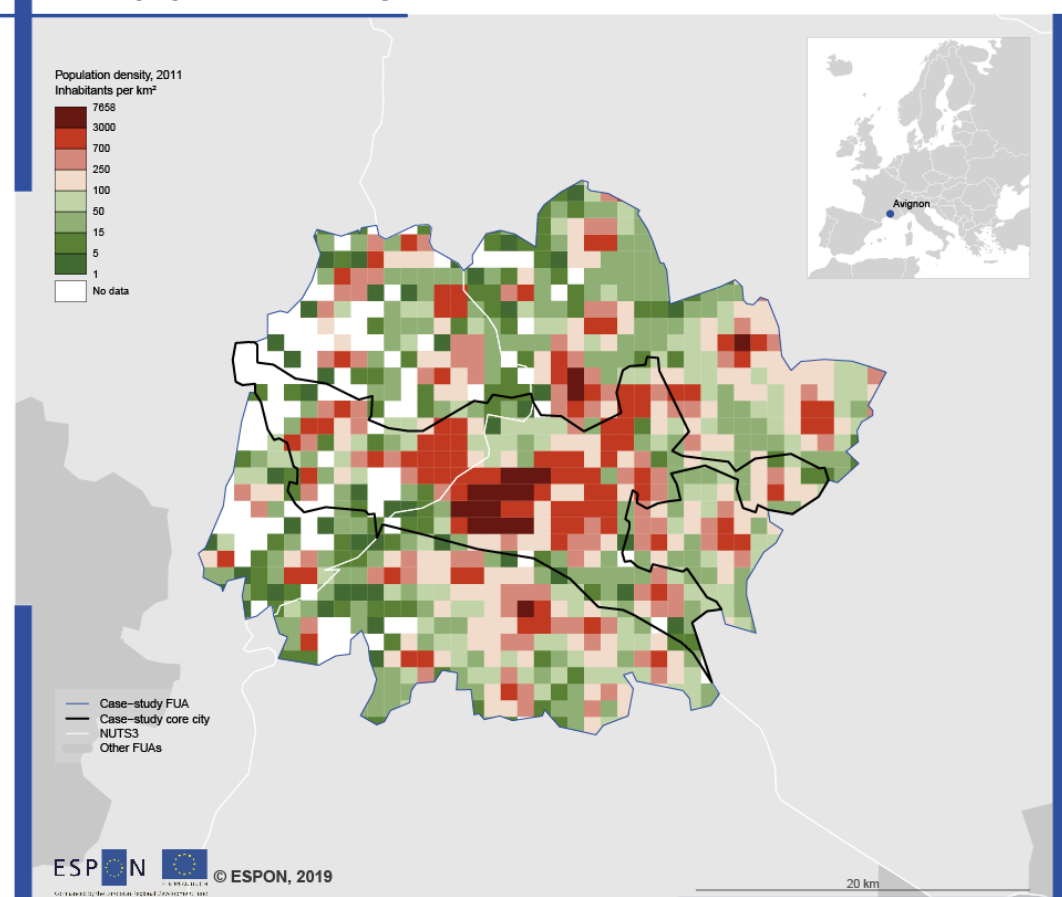 Population density, 2011
Inhabitants per km²
7658
3000
700
250
100
50
15
5
1
No data
Avignon
Case-study FUA
Case-study core city
NUTS3
Other FUAs
ESPON
© ESPON, 2019
20 km